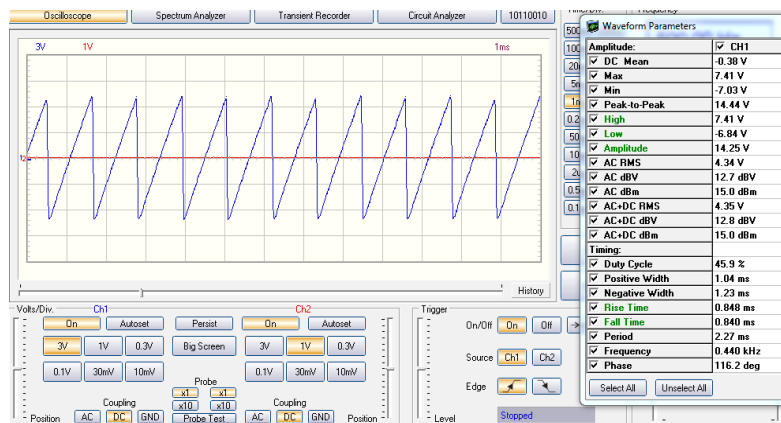 Oscilloscope Spectrum Analyzer Transient Recorder Circuit Analyzer 10110010
3V 1V 1ms
12
History
Waveform Parameters
Amplitude: CH1
DC Mean -0.38 V
Max 7.41 V
Min -7.03 V
Peak-to-Peak 14.44 V
High 7.41 V
Low -6.84 V
Amplitude 14.25 V
AC RMS 4.34 V
AC dBV 12.7 dBV
AC dBm 15.0 dBm
AC+DC RMS 4.35 V
AC+DC dBV 12.8 dBV
AC+DC dBm 15.0 dBm
Timing:
Duty Cycle 45.9 %
Positive Width 1.04 ms
Negative Width 1.23 ms
Rise Time 0.848 ms
Fall Time 0.840 ms
Period 2.27 ms
Frequency 0.440 kHz
Phase 116.2 deg
Select All Unselect All
Volts/Div. Ch1 Ch2
On Autoset Persist On Autoset
3V 1V 0.3V Big Screen 3V 1V 0.3V
0.1V 30mV 10mV 0.1V 30mV 10mV
Probe
x1 x1
Coupling x10 x10 Coupling
Position AC DC GND Probe Test AC DC GND Position
Trigger
On/Off On Off
Source Ch1 Ch2
Edge
Level Stopped